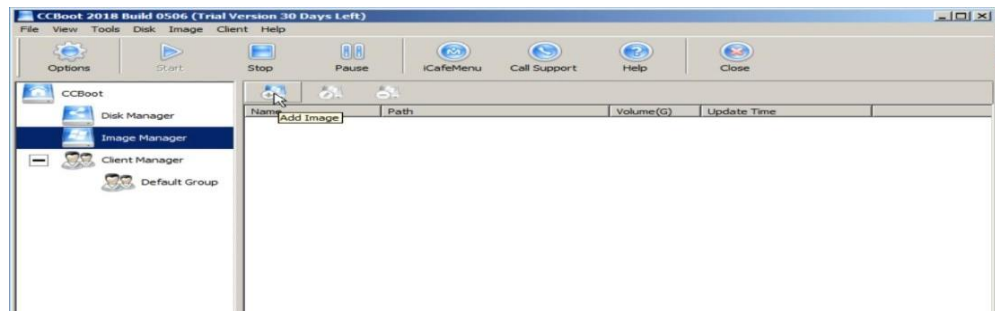 CCBoot 2018 Build 0506 (Trial Version 30 Days Left)
File View Tools Disk Image Client Help
Options Start Stop Pause iCafeMenu Call Support Help Close
CCBoot
Disk Manager
Image Manager
Client Manager
Default Group
Name Path Volume(G) Update Time
Add Image